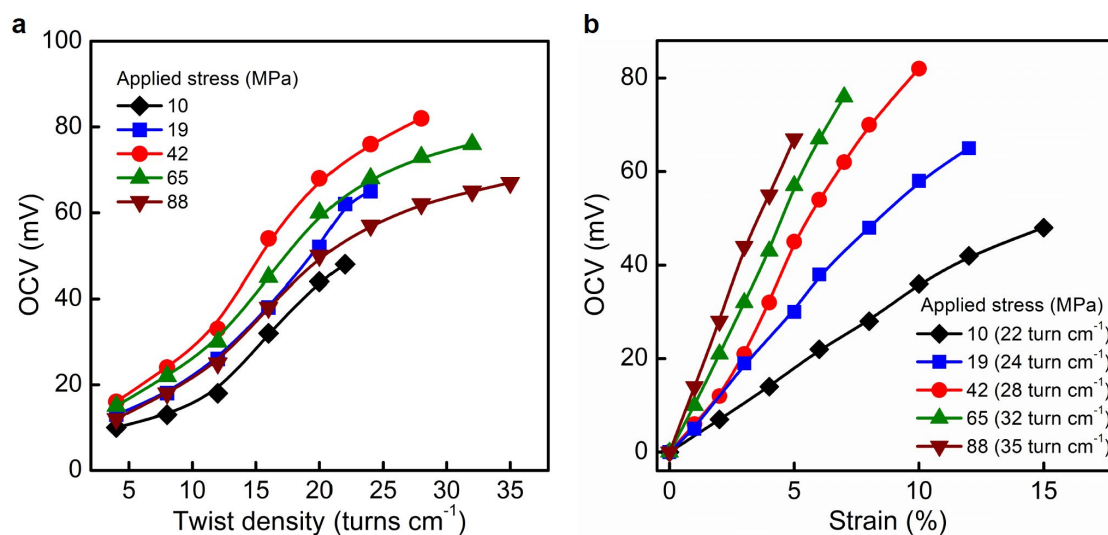 a
100
80
60
40
20
0
OCV (mV)
Applied stress (MPa)
10
19
42
65
88
5 10 15 20 25 30 35
Twist density (turns cm⁻¹)
b
80
60
40
20
0
OCV (mV)
Applied stress (MPa)
10 (22 turn cm⁻¹)
19 (24 turn cm⁻¹)
42 (28 turn cm⁻¹)
65 (32 turn cm⁻¹)
88 (35 turn cm⁻¹)
0 5 10 15
Strain (%)